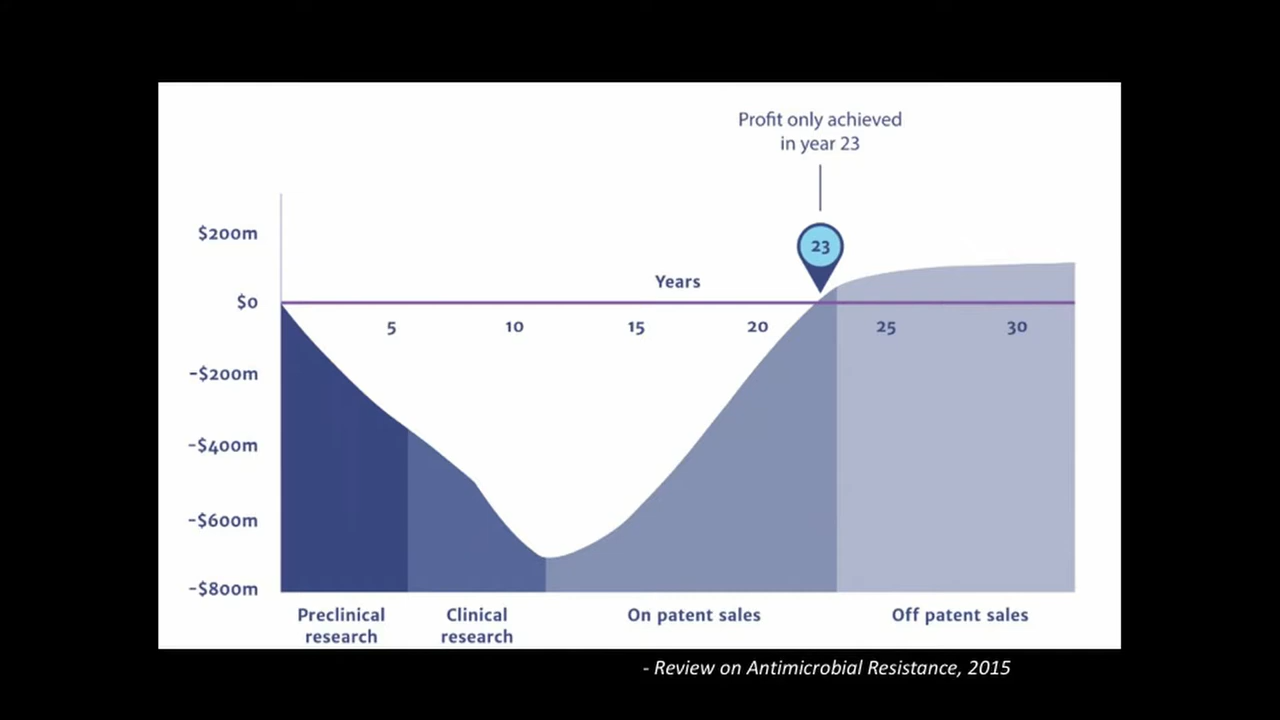 Profit only achieved
in year 23
23
$200m
$0
-$200m
-$400m
-$600m
-$800m
Years
5 10 15 20 25 30
Preclinical
research
Clinical
research
On patent sales
Off patent sales
- Review on Antimicrobial Resistance, 2015